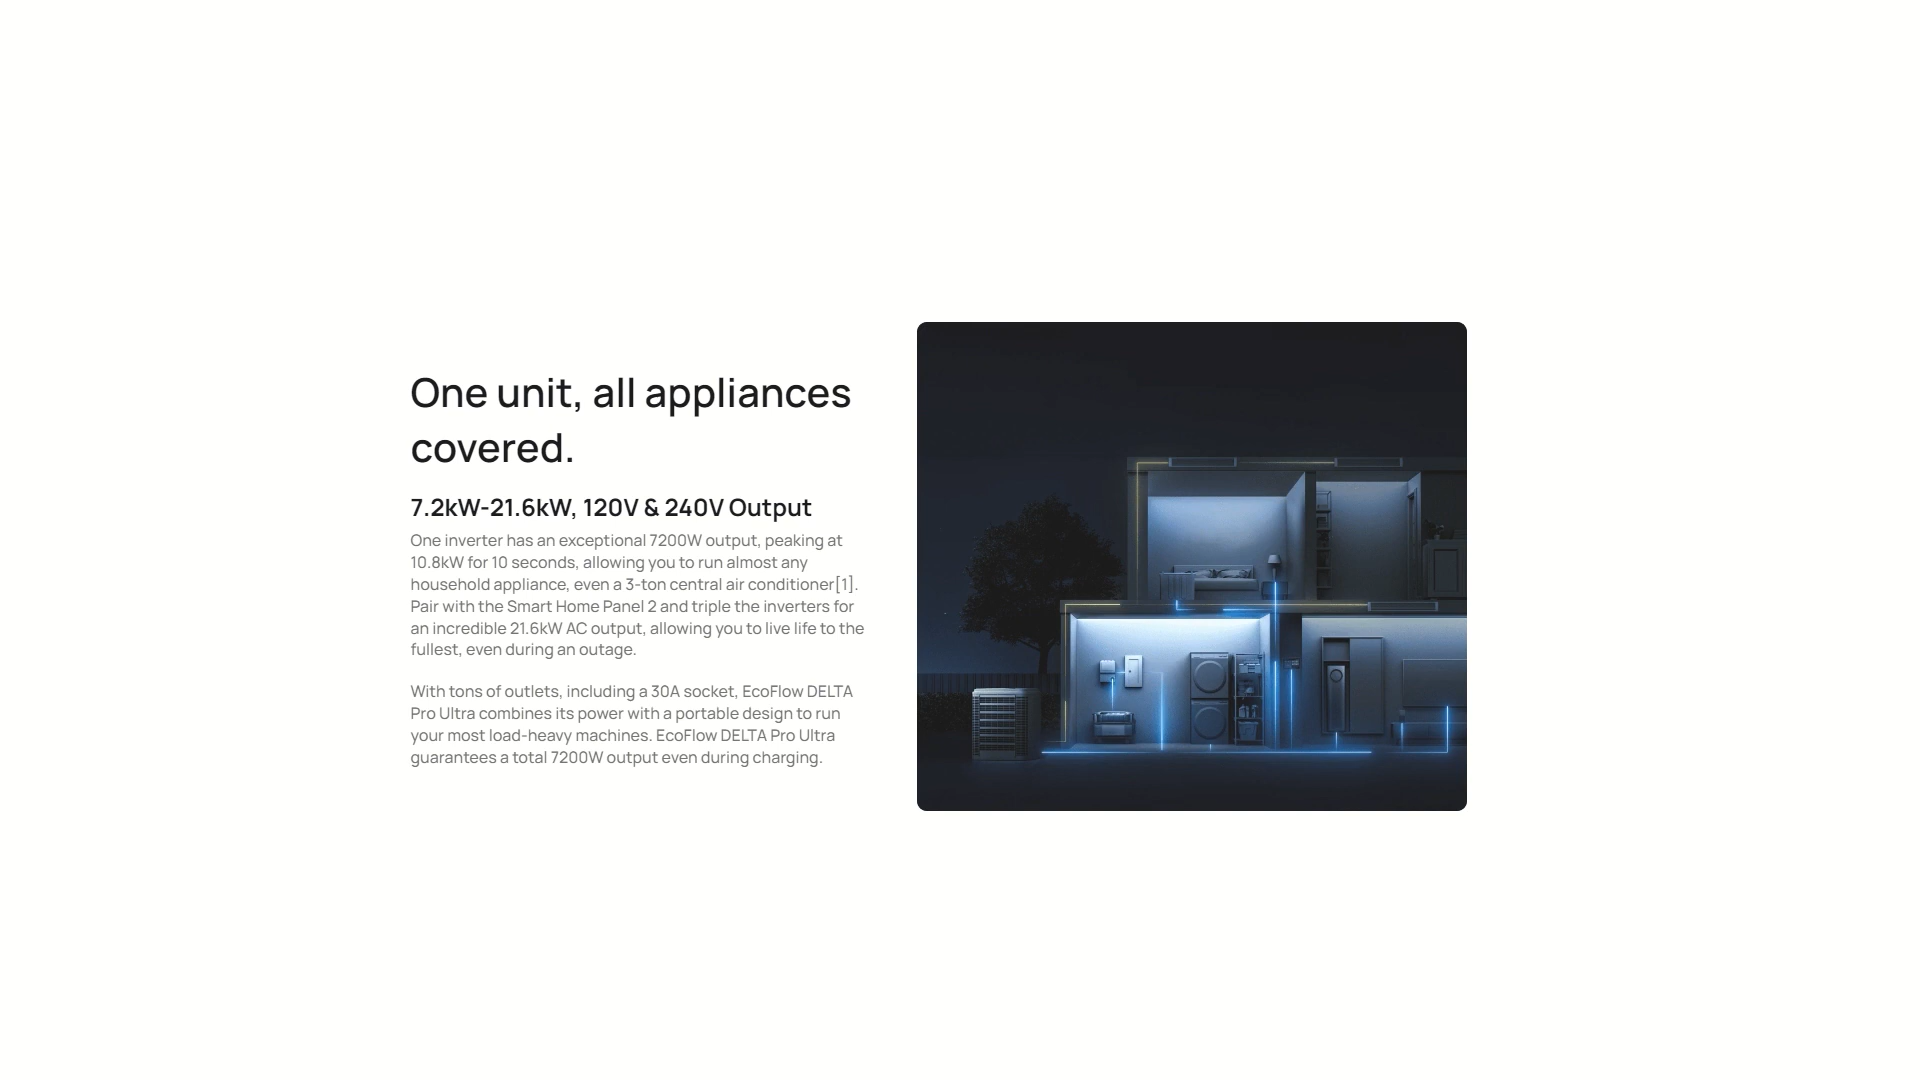 One unit, all appliances
covered.
7.2kW-21.6kW, 120V & 240V Output
One inverter has an exceptional 7200W output, peaking at
10.8kW for 10 seconds, allowing you to run almost any
household appliance, even a 3-ton central air conditioner[1].
Pair with the Smart Home Panel 2 and triple the inverters for
an incredible 21.6kW AC output, allowing you to live life to the
fullest, even during an outage.
With tons of outlets, including a 30A socket, EcoFlow DELTA
Pro Ultra combines its power with a portable design to run
your most load-heavy machines. EcoFlow DELTA Pro Ultra
guarantees a total 7200W output even during charging.